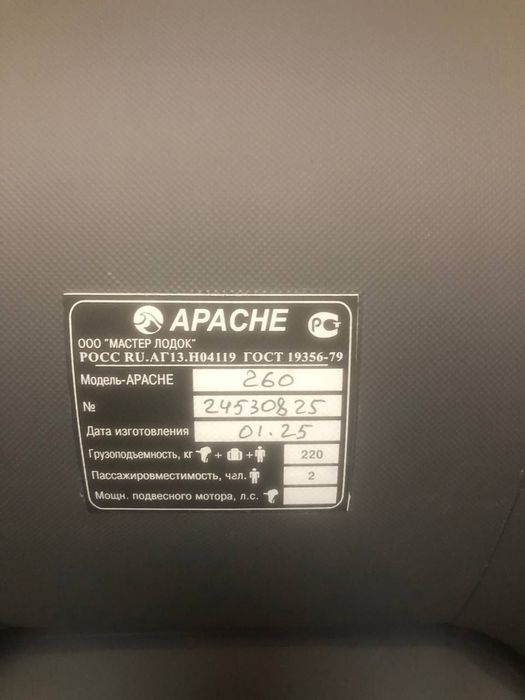 APACHE РСТ
ООО "МАСТЕР ЛОДОК"
РОСС RU.АГ13.Н04119 ГОСТ 19356-79
Модель-APACHE 260
№ 24530825
Дата изготовления 01.25
Грузоподъемность, кг + + 220
Пассажировместимость, чел. 2
Мощн. подвесного мотора, л.с.